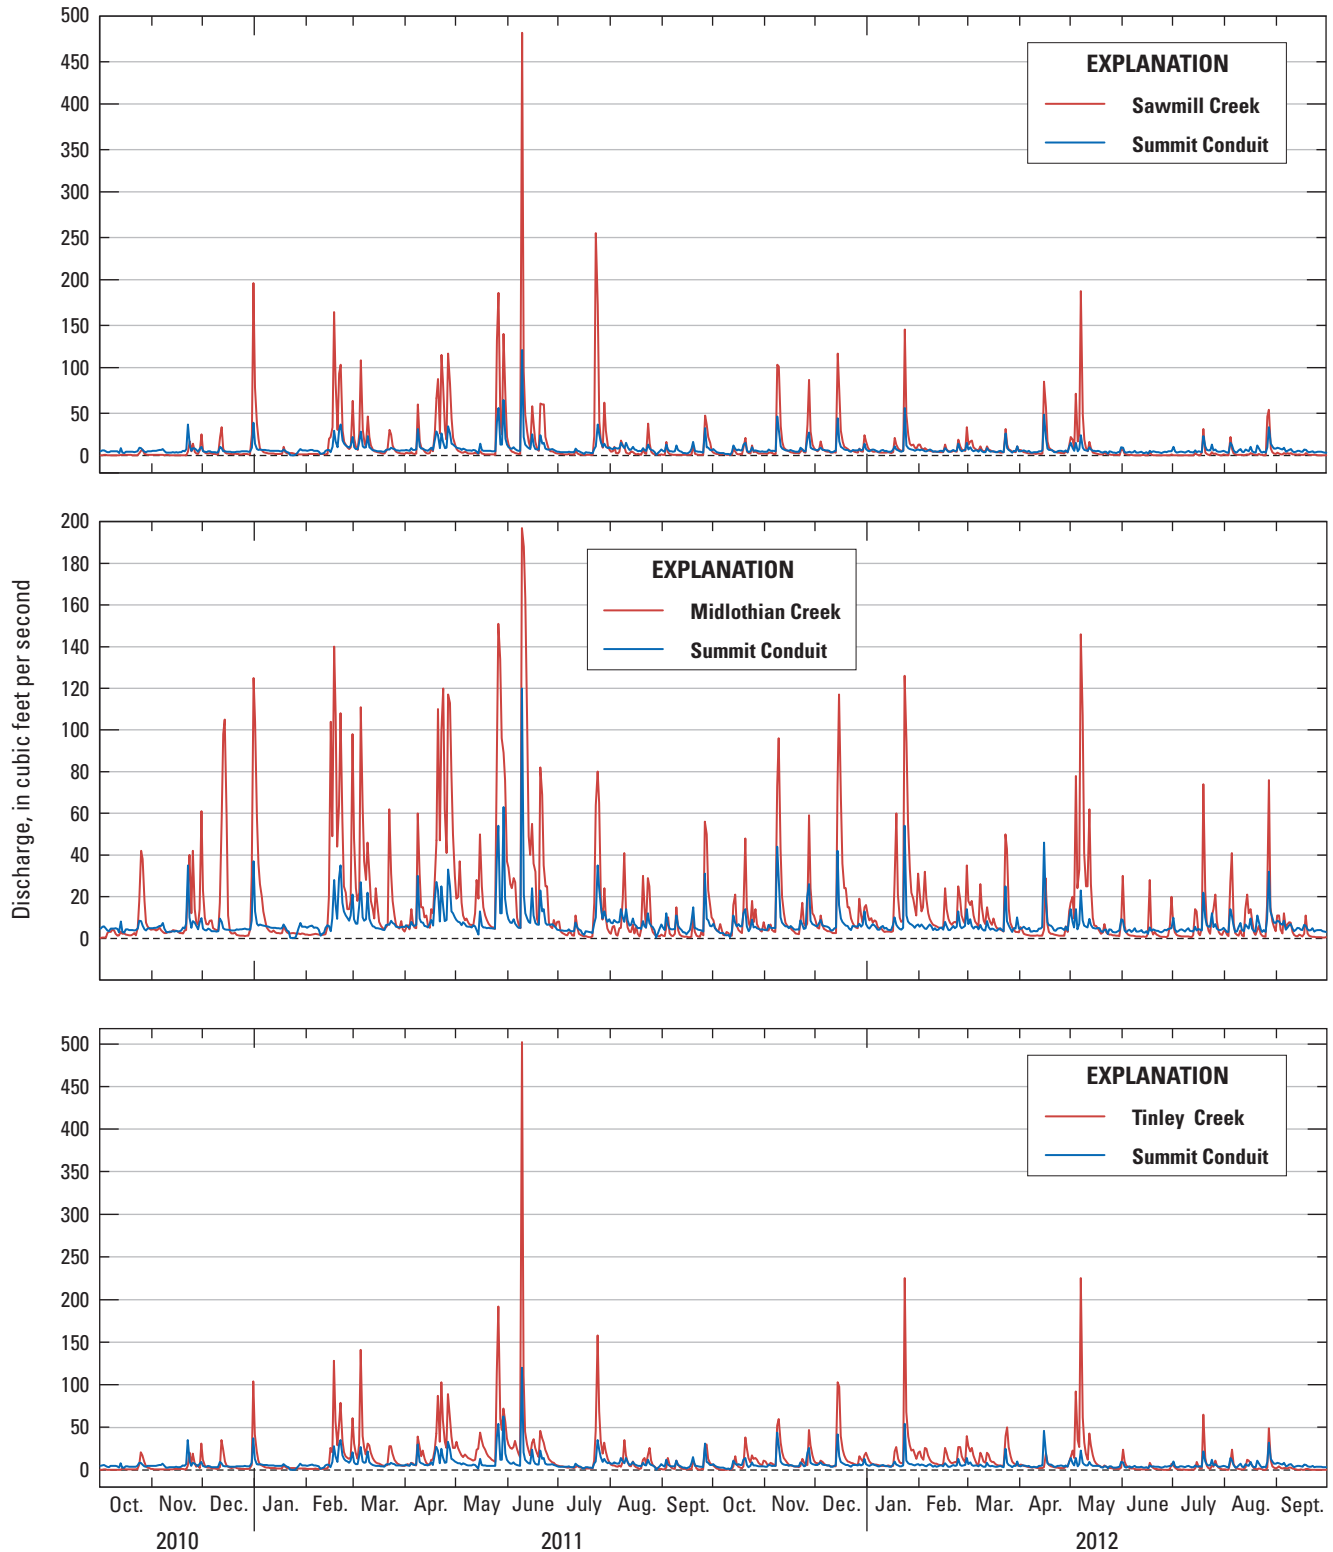 500
450
400
350
300
250
200
150
100
50
0
EXPLANATION
Sawmill Creek
Summit Conduit
Discharge, in cubic feet per second
200
180
160
140
120
100
80
60
40
20
0
EXPLANATION
Midlothian Creek
Summit Conduit
500
450
400
350
300
250
200
150
100
50
0
EXPLANATION
Tinley Creek
Summit Conduit
Oct. Nov. Dec. Jan. Feb. Mar. Apr. May June July Aug. Sept. Oct. Nov. Dec. Jan. Feb. Mar. Apr. May June July Aug. Sept.
2010 2011 2012